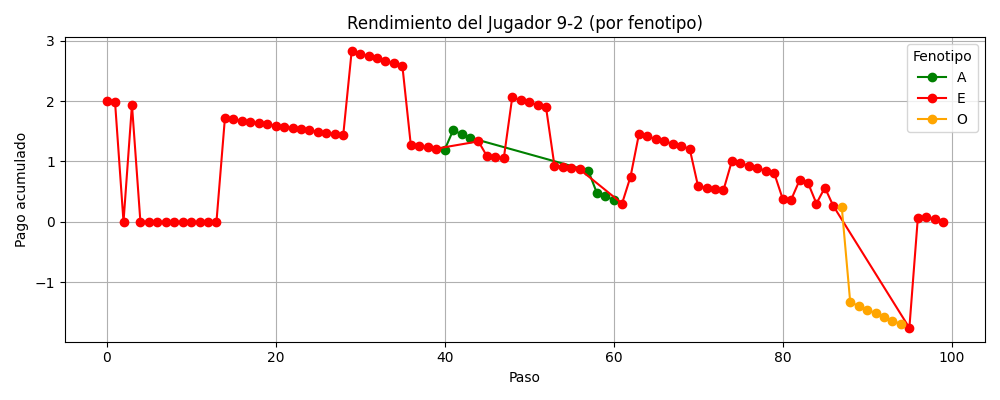 Rendimiento del Jugador 9-2 (por fenotipo)
Pago acumulado
3
2
1
0
−1
Fenotipo
A
E
O
0 20 40 60 80 100
Paso